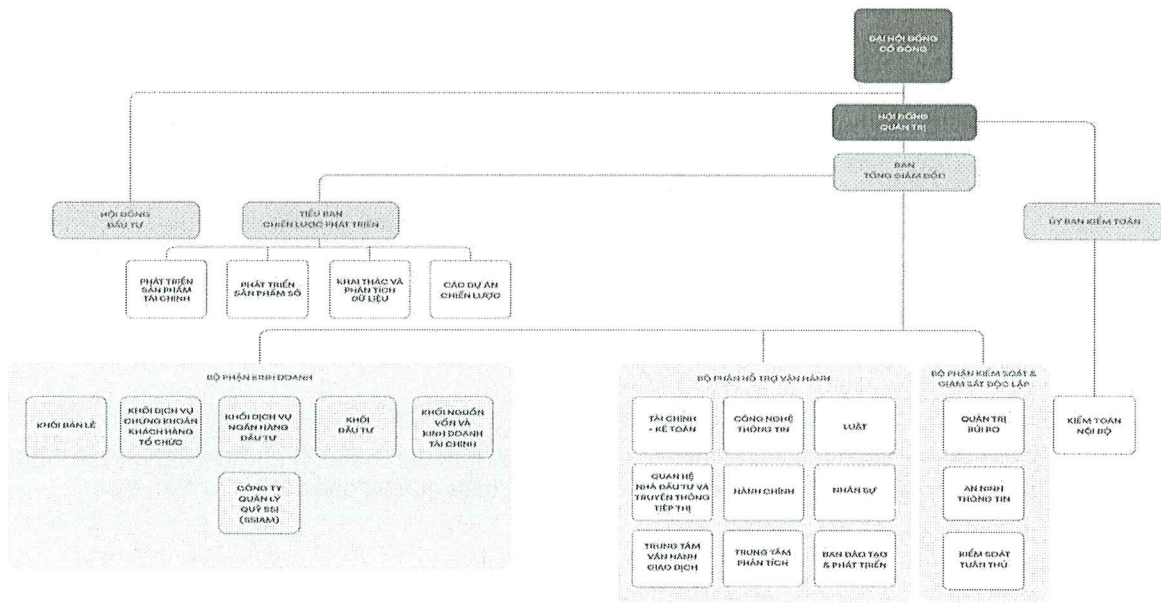 ĐẠI HỘI ĐỒNG
CỔ ĐÔNG
HỘI ĐỒNG
QUẢN TRỊ
BAN
TỔNG GIÁM ĐỐC
HỘI ĐỒNG
ĐẦU TƯ
TIỂU BAN
CHIẾN LƯỢC PHÁT TRIỂN
ỦY BAN KIỂM TOÁN
PHÁT TRIỂN
SẢN PHẨM
TÀI CHÍNH
PHÁT TRIỂN
SẢN PHẨM SỐ
KHAI THÁC VÀ
PHÂN TÍCH
DỮ LIỆU
CÁC DỰ ÁN
CHIẾN LƯỢC
BỘ PHẬN KINH DOANH
KHỐI BÁN LẺ
KHỐI DỊCH VỤ
CHỨNG KHOÁN
KHÁCH HÀNG
TỔ CHỨC
KHỐI DỊCH VỤ
NGÂN HÀNG
ĐẦU TƯ
KHỐI
ĐẦU TƯ
KHỐI NGUỒN
VỐN VÀ
KINH DOANH
TÀI CHÍNH
CÔNG TY
QUẢN LÝ
QUỸ SSI
(SSIAM)
BỘ PHẬN HỖ TRỢ VẬN HÀNH
TÀI CHÍNH
- KẾ TOÁN
CÔNG NGHỆ
THÔNG TIN
LUẬT
QUAN HỆ
NHÀ ĐẦU TƯ VÀ
TRUYỀN THÔNG
TIẾP THỊ
HÀNH CHÍNH
NHÂN SỰ
TRUNG TÂM
VẬN HÀNH
GIAO DỊCH
TRUNG TÂM
PHÂN TÍCH
BAN ĐÀO TẠO
& PHÁT TRIỂN
BỘ PHẬN KIỂM SOÁT &
GIÁM SÁT ĐỘC LẬP
QUẢN TRỊ
RỦI RO
AN NINH
THÔNG TIN
KIỂM SOÁT
TUÂN THỦ
KIỂM TOÁN
NỘI BỘ